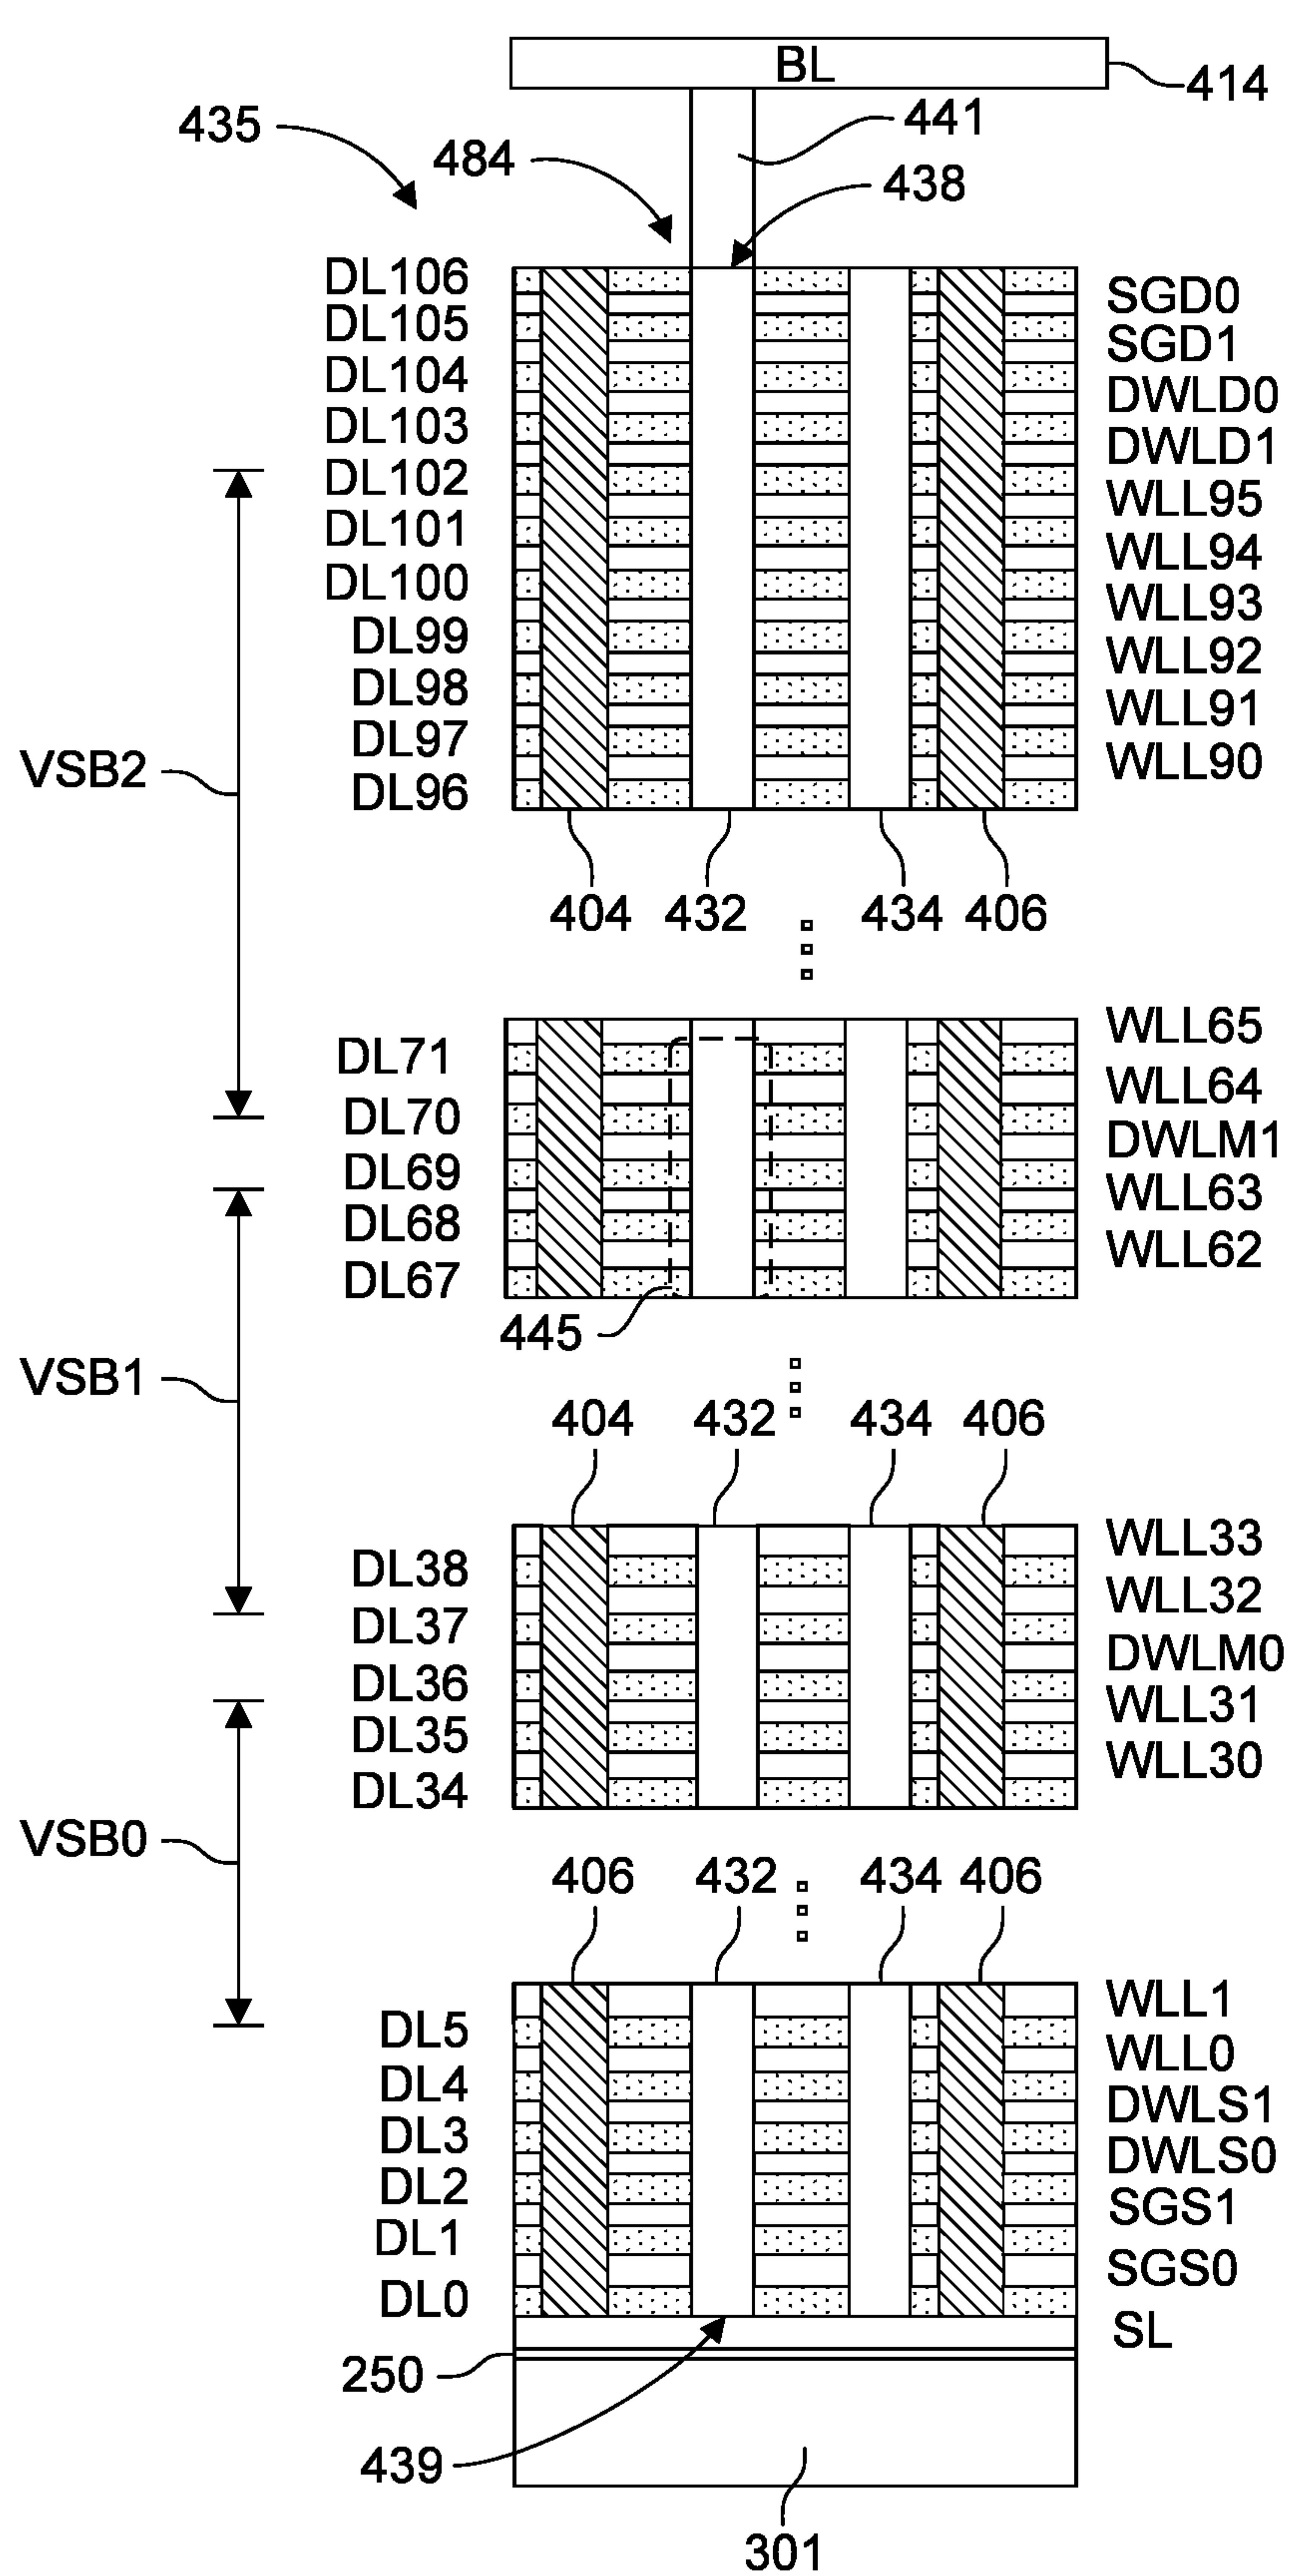 BL
414
441
435
484
438
DL106
SGD0
DL105
SGD1
DL104
DWLD0
DL103
DWLD1
DL102
WLL95
DL101
WLL94
DL100
WLL93
DL99
WLL92
DL98
WLL91
DL97
WLL90
VSB2
DL96
404 432 434 406
WLL65
DL71
WLL64
DL70
DWLM1
DL69
WLL63
DL68
WLL62
DL67
445
VSB1
404 432 434 406
WLL33
DL38
WLL32
DL37
DWLM0
DL36
WLL31
DL35
WLL30
DL34
VSB0
406 432 434 406
WLL1
DL5
WLL0
DL4
DWLS1
DL3
DWLS0
DL2
SGS1
DL1
SGS0
DL0
SL
250
439
301